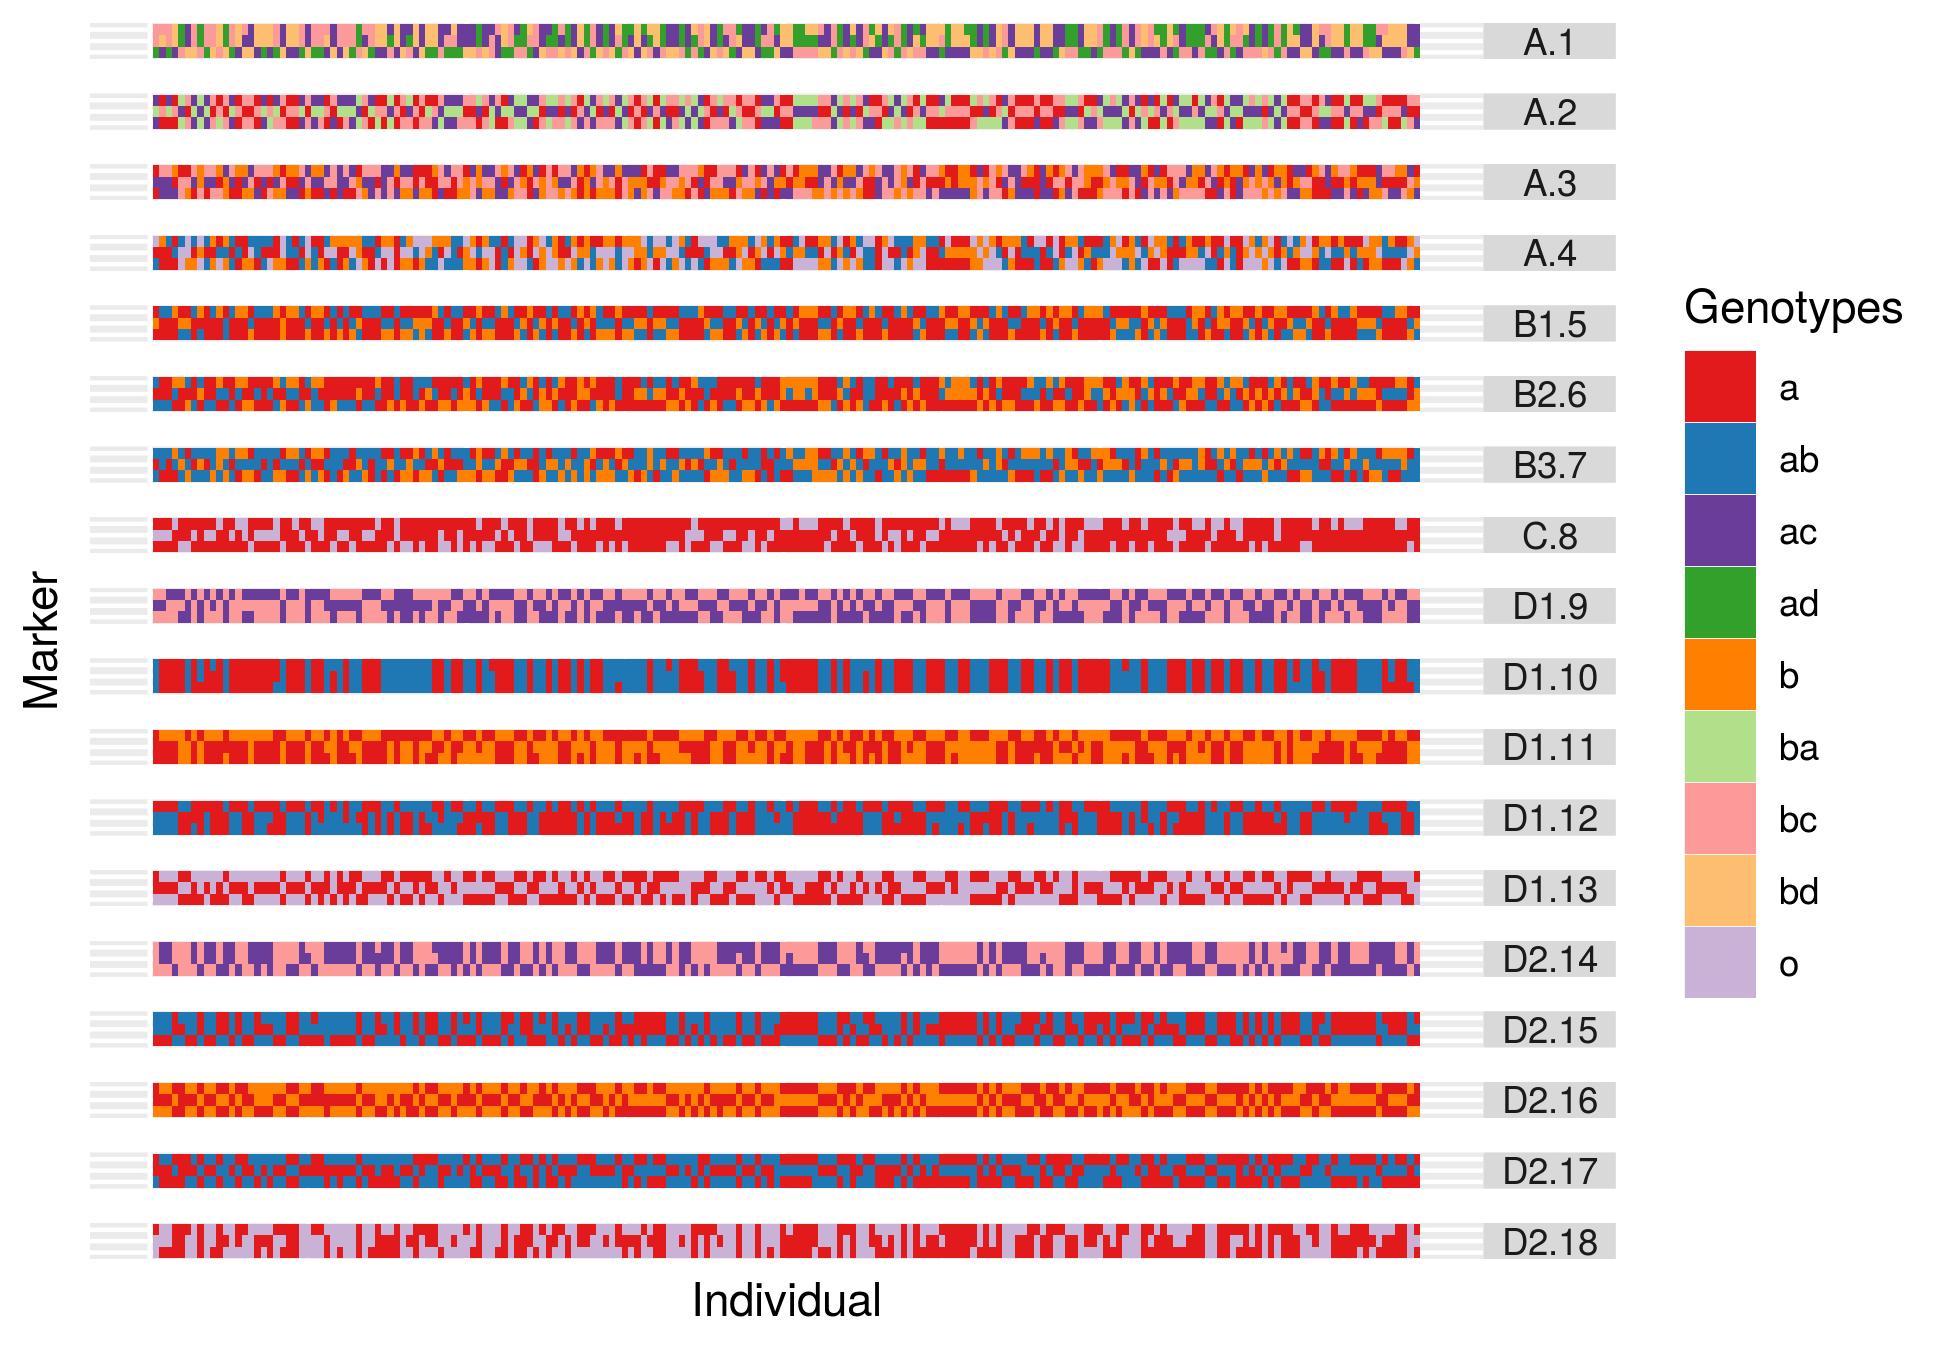 A.1
A.2
A.3
A.4
B1.5
B2.6
B3.7
C.8
D1.9
D1.10
D1.11
D1.12
D1.13
D2.14
D2.15
D2.16
D2.17
D2.18
Marker
Individual
Genotypes
a
ab
ac
ad
b
ba
bc
bd
o